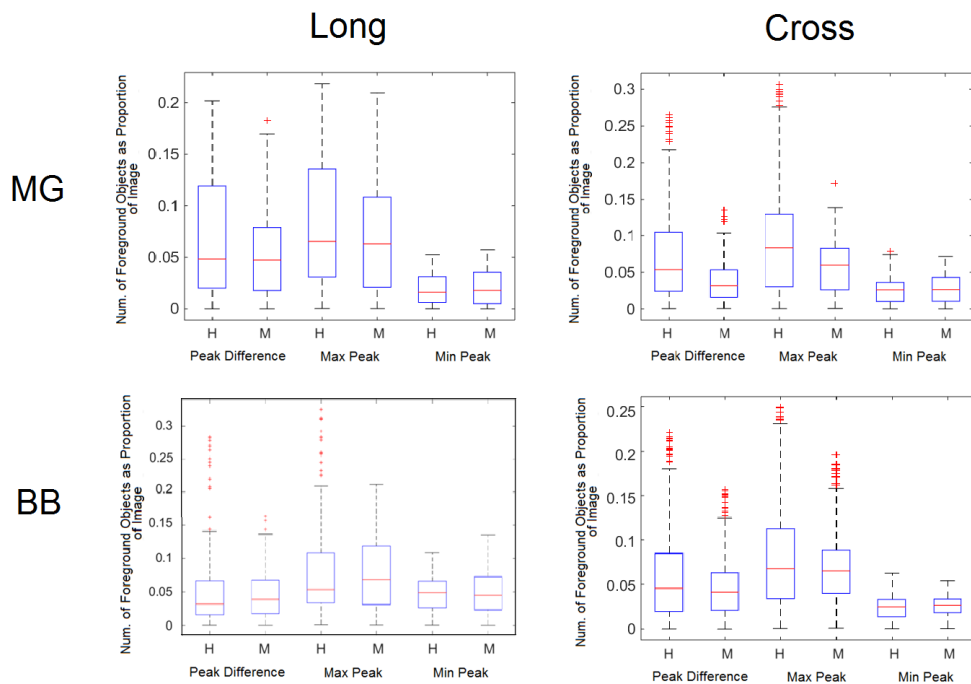 Long
Cross
MG
Num. of Foreground Objects as Proportion
of Image
0.2
0.15
0.1
0.05
0
H M H M H M
Peak Difference Max Peak Min Peak
Num. of Foreground Objects as Proportion
of Image
0.3
0.25
0.2
0.15
0.1
0.05
0
H M H M H M
Peak Difference Max Peak Min Peak
BB
Num. of Foreground Objects as Proportion
of Image
0.3
0.25
0.2
0.15
0.1
0.05
0
H M H M H M
Peak Difference Max Peak Min Peak
Num. of Foreground Objects as Proportion
of Image
0.25
0.2
0.15
0.1
0.05
0
H M H M H M
Peak Difference Max Peak Min Peak